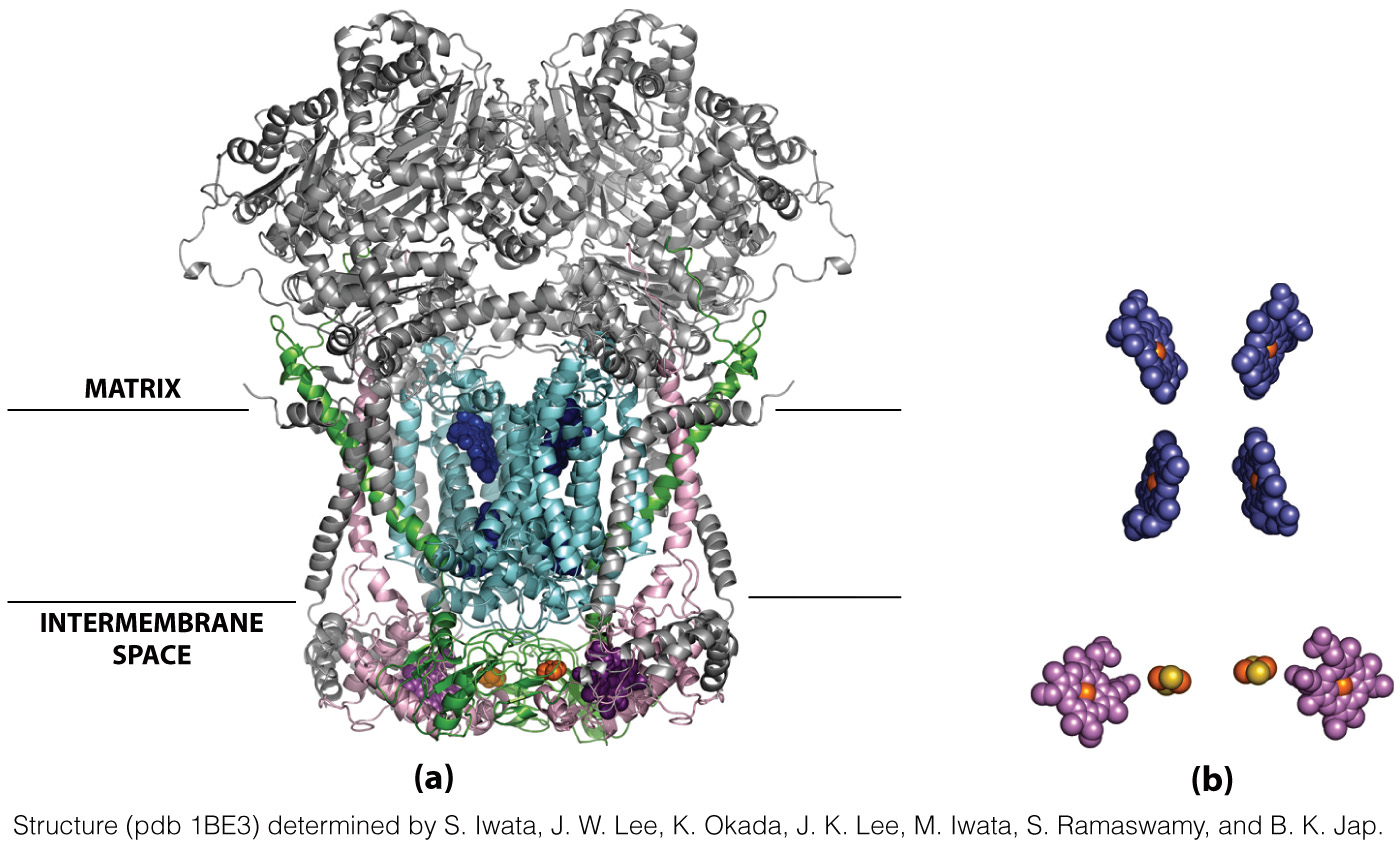 MATRIX
INTERMEMBRANE
SPACE
(a)
(b)
Structure (pdb 1BE3) determined by S. Iwata, J. W. Lee, K. Okada, J. K. Lee, M. Iwata, S. Ramaswamy, and B. K. Jap.